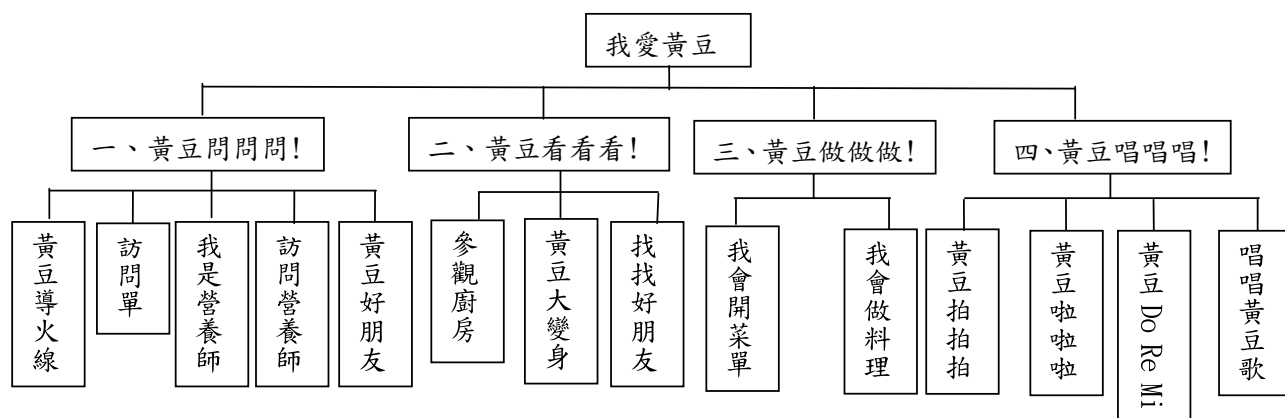 我愛黃豆
一、黃豆問問問!
二、黃豆看看看!
三、黃豆做做做!
四、黃豆唱唱唱!
黃豆導火線
訪問單
我是營養師
訪問營養師
黃豆好朋友
參觀廚房
黃豆大變身
找找好朋友
我會開菜單
我會做料理
黃豆拍拍拍
黃豆啦啦啦
黃豆 Do Re Mi
唱唱黃豆歌